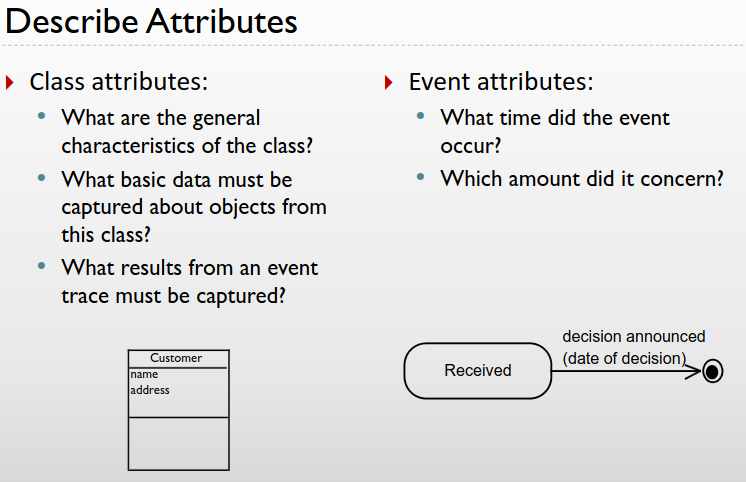 Describe Attributes
Class attributes:
What are the general
characteristics of the class?
What basic data must be
captured about objects from
this class?
What results from an event
trace must be captured?
Customer
name
address
Event attributes:
What time did the event
occur?
Which amount did it concern?
decision announced
(date of decision)
Received